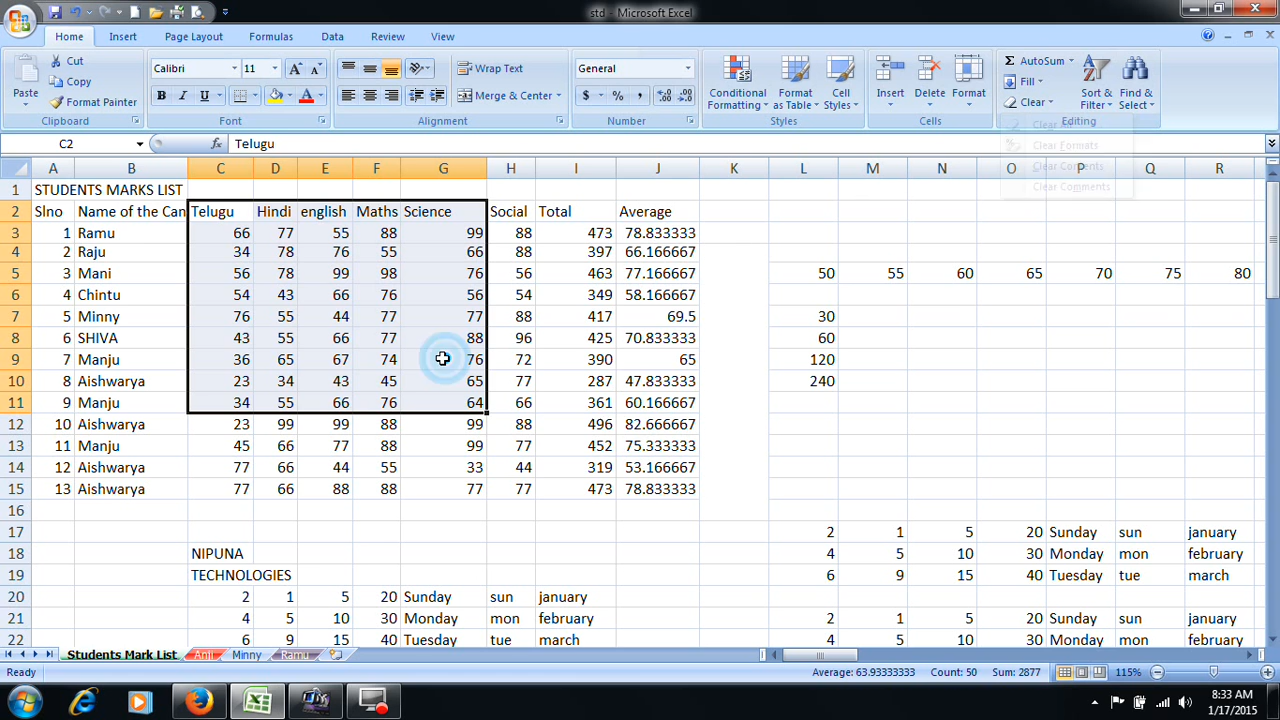 std - Microsoft Excel
Home Insert Page Layout Formulas Data Review View
Paste Cut Copy Format Painter Clipboard
Calibri 11 B I U A A A Font
Wrap Text Merge & Center Alignment
General $ % , Number
Conditional Formatting Format as Table Cell Styles Styles
Insert Delete Format Cells
Σ AutoSum Fill Clear Sort & Filter Find & Select Editing
Clear All
Clear Formats
Clear Contents
Clear Comments
C2 fx Telugu
A B C D E F G H I J K L M N O P Q R
1 STUDENTS MARKS LIST
2 Slno Name of the Can Telugu Hindi english Maths Science Social Total Average
3 1 Ramu 66 77 55 88 99 88 473 78.833333
4 2 Raju 34 78 76 55 66 88 397 66.166667
5 3 Mani 56 78 99 98 76 56 463 77.166667 50 55 60 65 70 75 80
6 4 Chintu 54 43 66 76 56 54 349 58.166667
7 5 Minny 76 55 44 77 77 88 417 69.5 30
8 6 SHIVA 43 55 66 77 88 96 425 70.833333 60
9 7 Manju 36 65 67 74 76 72 390 65 120
10 8 Aishwarya 23 34 43 45 65 77 287 47.833333 240
11 9 Manju 34 55 66 76 64 66 361 60.166667
12 10 Aishwarya 23 99 99 88 99 88 496 82.666667
13 11 Manju 45 66 77 88 99 77 452 75.333333
14 12 Aishwarya 77 66 44 55 33 44 319 53.166667
15 13 Aishwarya 77 66 88 88 77 77 473 78.833333
16
17 2 1 5 20 Sunday sun january
18 NIPUNA 4 5 10 30 Monday mon february
19 TECHNOLOGIES 6 9 15 40 Tuesday tue march
20 2 1 5 20 Sunday sun january
21 4 5 10 30 Monday mon february 2 1 5 20 Sunday sun january
22 6 9 15 40 Tuesday tue march 4 5 10 30 Monday mon february
Students Mark List Anil Minny Ramu
Ready Average: 63.93333333 Count: 50 Sum: 2877 115%
8:33 AM
1/17/2015